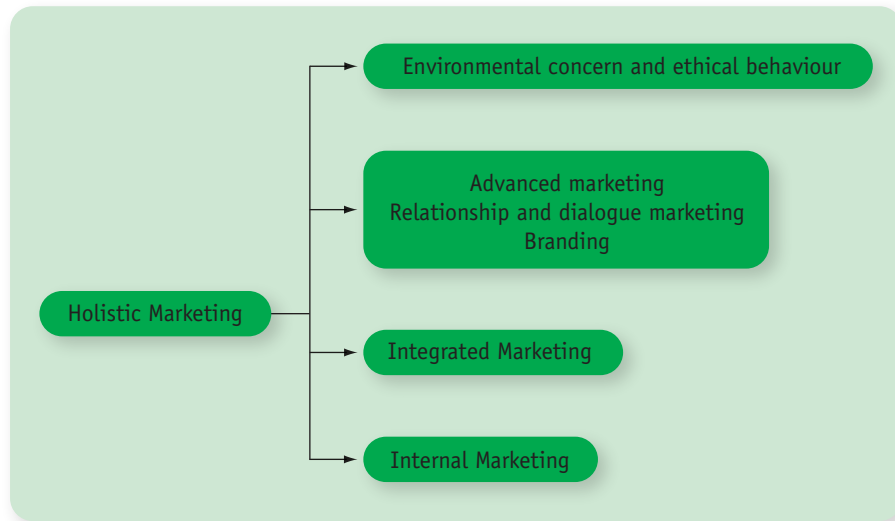 Environmental concern and ethical behaviour
Advanced marketing
Relationship and dialogue marketing
Branding
Holistic Marketing
Integrated Marketing
Internal Marketing